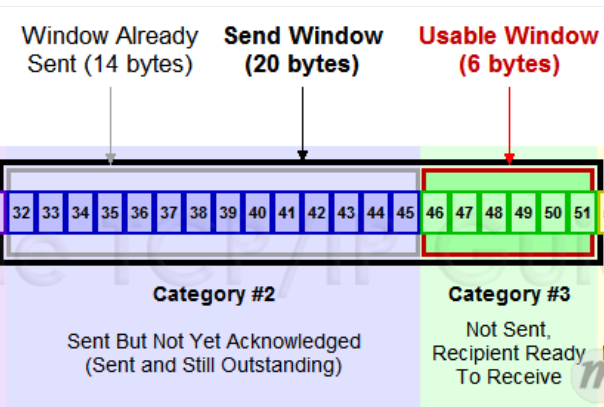 Window Already Sent (14 bytes)
Send Window (20 bytes)
Usable Window (6 bytes)
32 33 34 35 36 37 38 39 40 41 42 43 44 45 46 47 48 49 50 51
TCP/IP
Category #2
Category #3
Sent But Not Yet Acknowledged
(Sent and Still Outstanding)
Not Sent,
Recipient Ready
To Receive